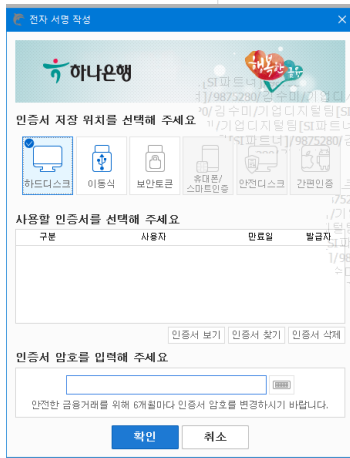 전자 서명 작성
하나은행
행복한 금융
인증서 저장 위치를 선택해 주세요
하드디스크 이동식 보안토큰 휴대폰/스마트인증 안전디스크 간편인증
사용할 인증서를 선택해 주세요
구분 사용자 만료일 발급자
인증서 보기 인증서 찾기 인증서 삭제
인증서 암호를 입력해 주세요
안전한 금융거래를 위해 6개월마다 인증서 암호를 변경하시기 바랍니다.
확인 취소